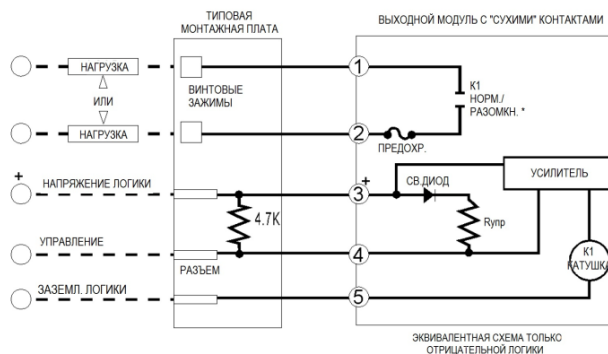 ТИПОВАЯ
МОНТАЖНАЯ ПЛАТА
ВЫХОДНОЙ МОДУЛЬ С "СУХИМИ" КОНТАКТАМИ
НАГРУЗКА
1
ИЛИ
ВИНТОВЫЕ
ЗАЖИМЫ
К1
НОРМ./
РАЗОМКН. *
НАГРУЗКА
2
ПРЕДОХР.
+
НАПРЯЖЕНИЕ ЛОГИКИ
3
+
СВ.ДИОД
УСИЛИТЕЛЬ
4.7K
Rупр
УПРАВЛЕНИЕ
4
РАЗЪЕМ
К1
КАТУШКА
ЗАЗЕМЛ. ЛОГИКИ
5
ЭКВИВАЛЕНТНАЯ СХЕМА ТОЛЬКО
ОТРИЦАТЕЛЬНОЙ ЛОГИКИ